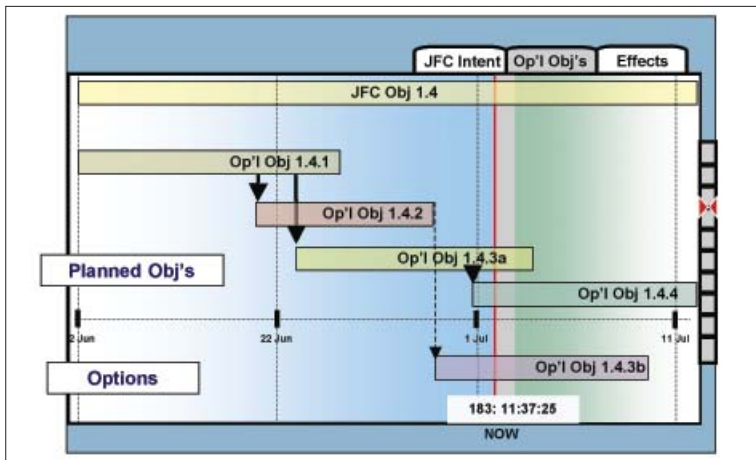 JFC Intent Op'l Obj's Effects
JFC Obj 1.4
Op'l Obj 1.4.1
Op'l Obj 1.4.2
Op'l Obj 1.4.3a
Planned Obj's
Op'l Obj 1.4.4
2 Jun 22 Jun 1 Jul 11 Jul
Op'l Obj 1.4.3b
Options
183: 11:37:25
NOW